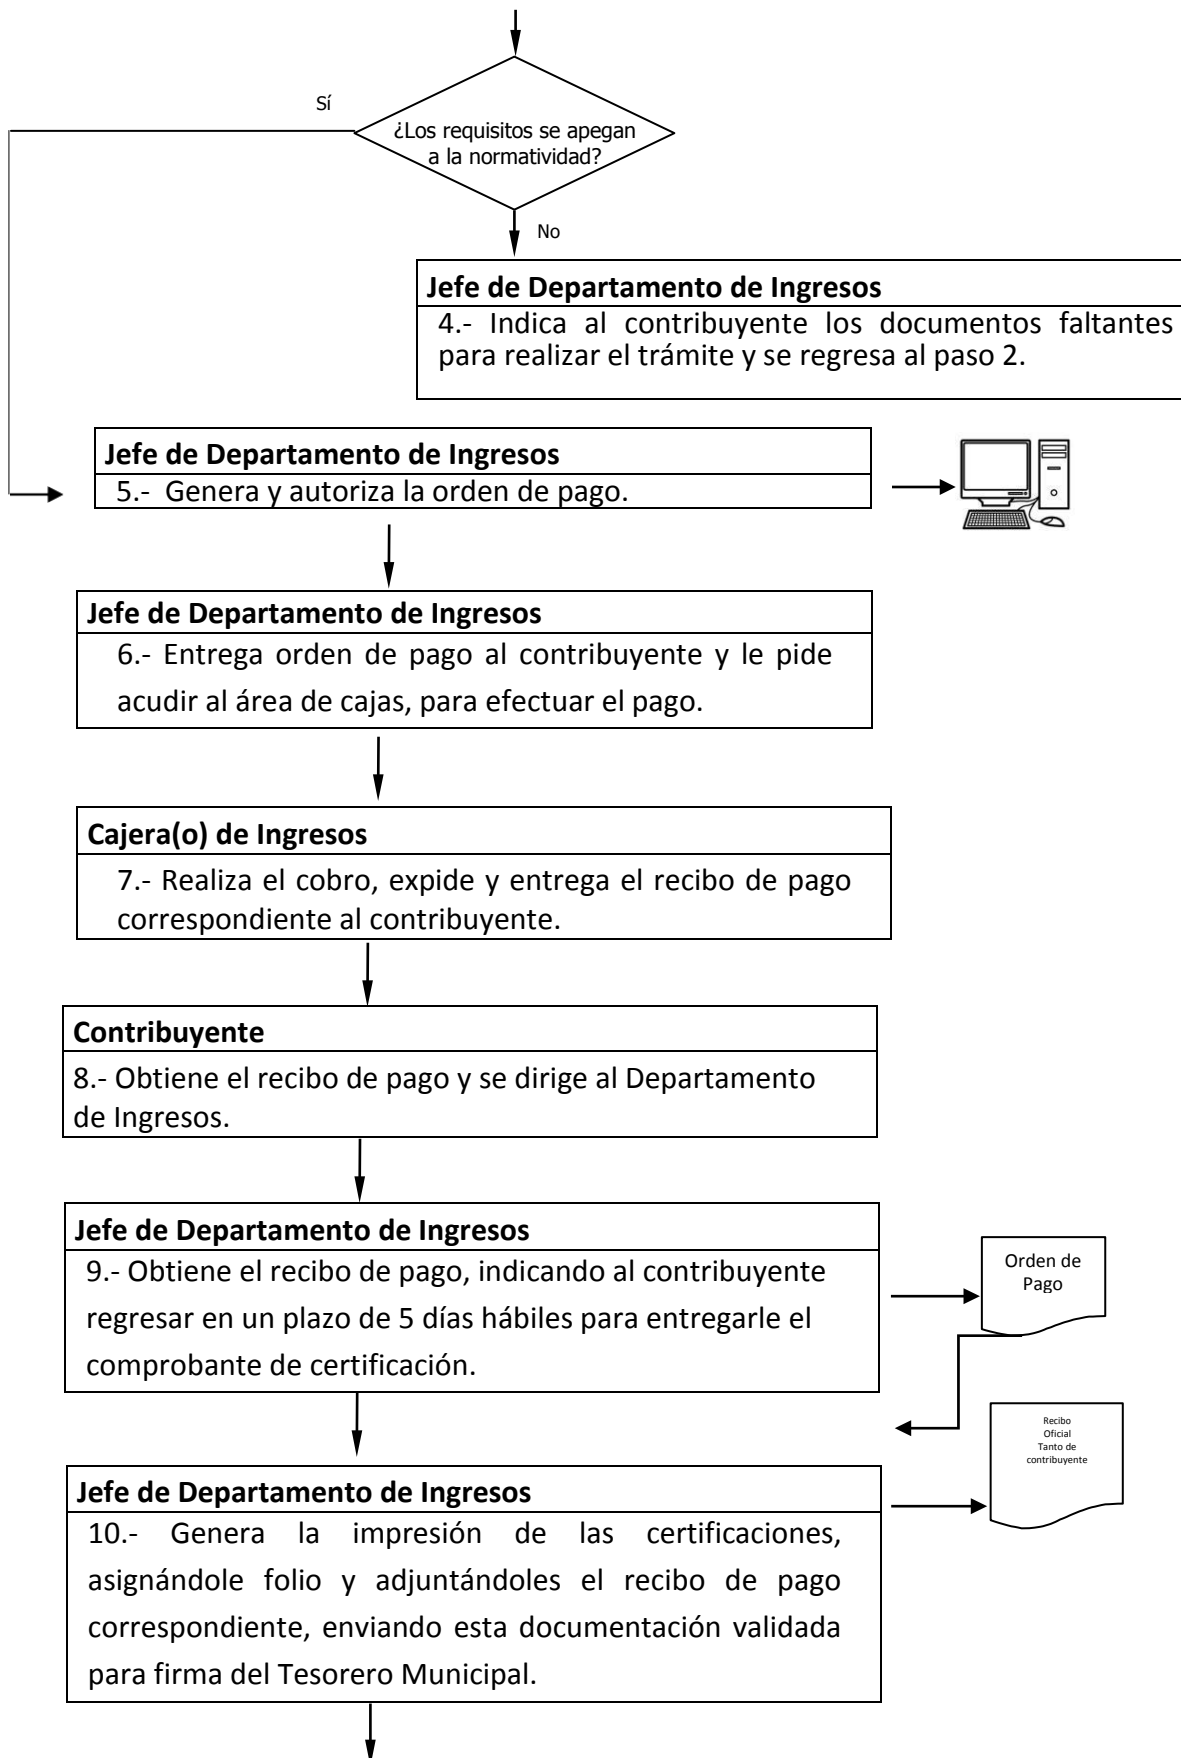 Sí
¿Los requisitos se apegan
a la normatividad?
No
Jefe de Departamento de Ingresos
4.- Indica al contribuyente los documentos faltantes
para realizar el trámite y se regresa al paso 2.
Jefe de Departamento de Ingresos
5.- Genera y autoriza la orden de pago.
Jefe de Departamento de Ingresos
6.- Entrega orden de pago al contribuyente y le pide
acudir al área de cajas, para efectuar el pago.
Cajera(o) de Ingresos
7.- Realiza el cobro, expide y entrega el recibo de pago
correspondiente al contribuyente.
Contribuyente
8.- Obtiene el recibo de pago y se dirige al Departamento
de Ingresos.
Jefe de Departamento de Ingresos
9.- Obtiene el recibo de pago, indicando al contribuyente
regresar en un plazo de 5 días hábiles para entregarle el
comprobante de certificación.
Orden de
Pago
Recibo
Oficial
Tanto de
contribuyente
Jefe de Departamento de Ingresos
10.- Genera la impresión de las certificaciones,
asignándole folio y adjuntándoles el recibo de pago
correspondiente, enviando esta documentación validada
para firma del Tesorero Municipal.